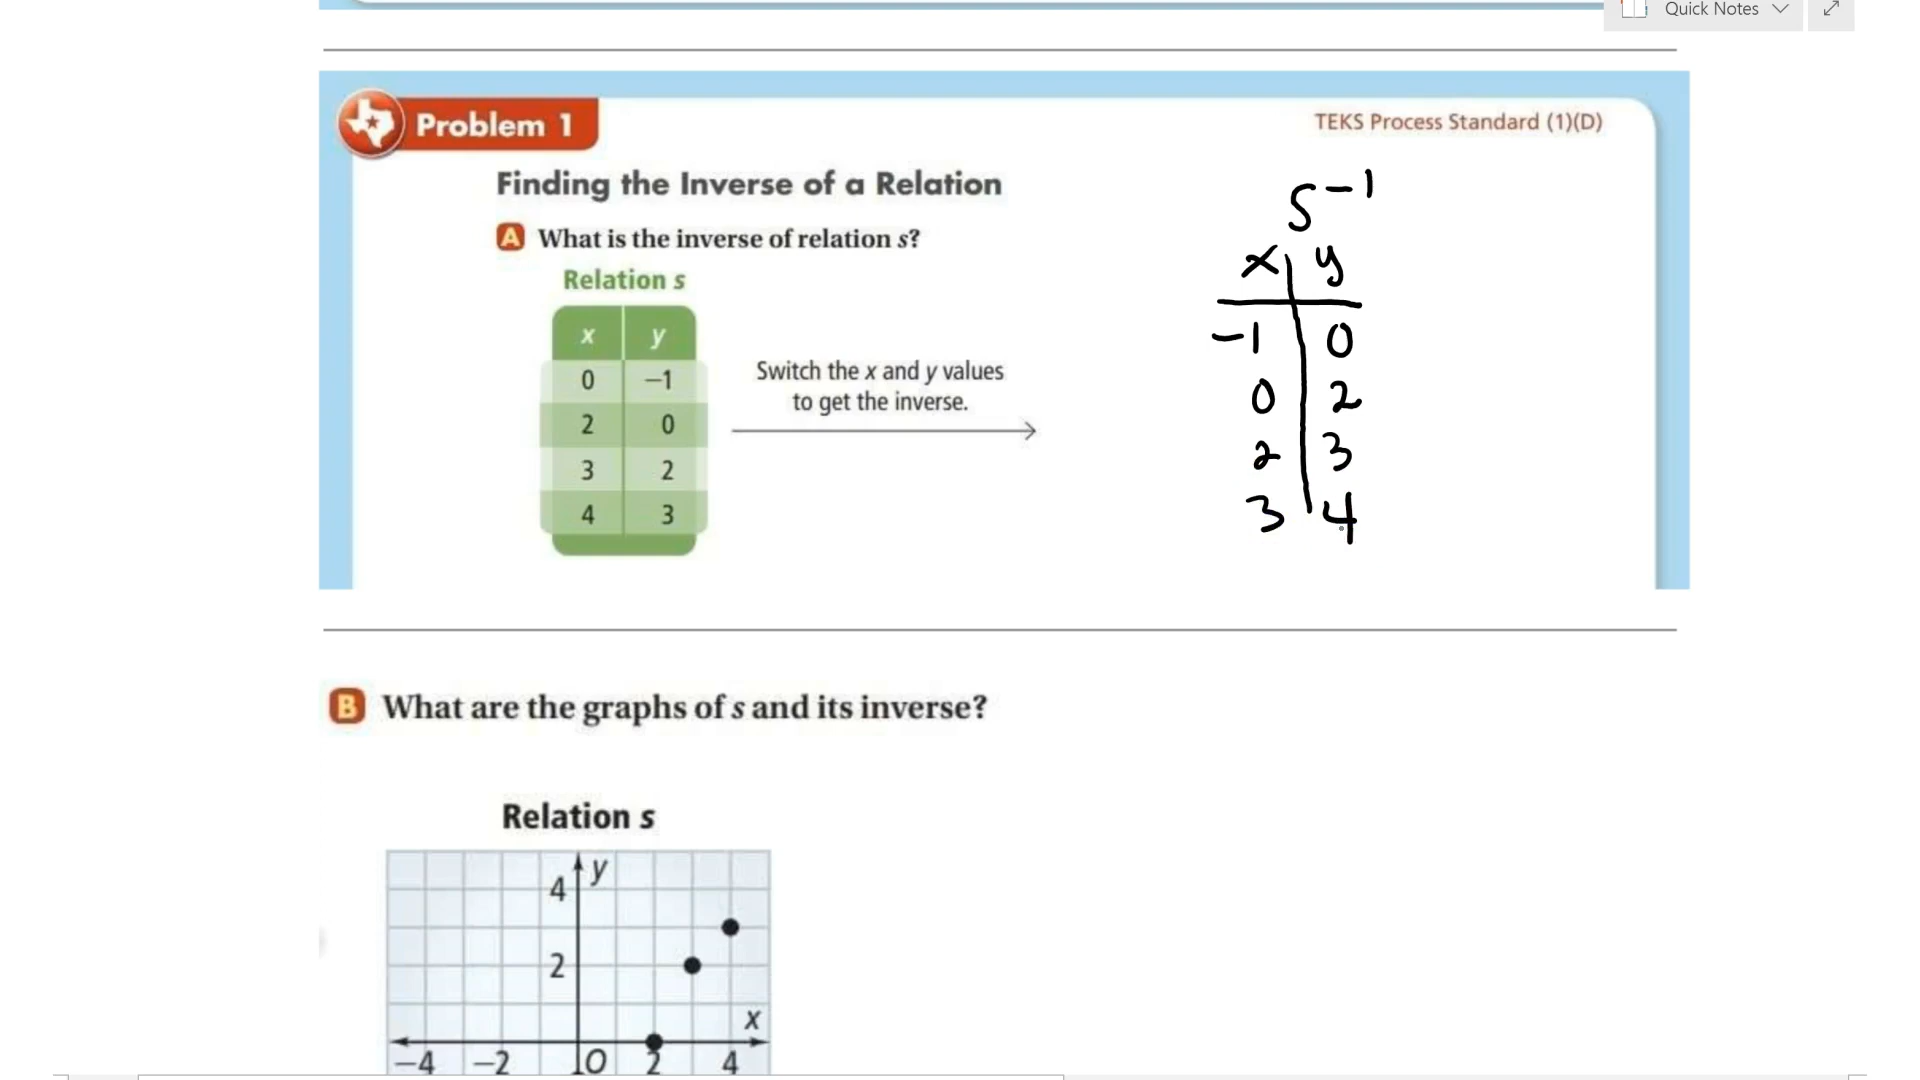 Quick Notes
Problem 1
TEKS Process Standard (1)(D)
Finding the Inverse of a Relation
A What is the inverse of relation s?
Relation s
x y
0 −1
2 0
3 2
4 3
Switch the x and y values
to get the inverse.
S⁻¹
x y
-1 0
0 2
2 3
3 4
B What are the graphs of s and its inverse?
Relation s
y
4
2
x
−4 −2 O 2 4